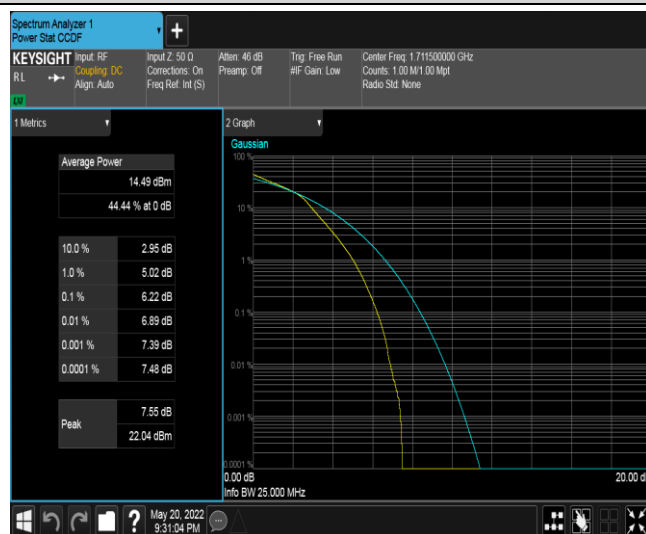 Spectrum Analyzer 1
Power Stat CCDF
+
KEYSIGHT
RL
LXI
Input: RF
Coupling: DC
Align: Auto
Input Z: 50 Ω
Corrections: On
Freq Ref: Int (S)
Atten: 46 dB
Preamp: Off
Trig: Free Run
#IF Gain: Low
Center Freq: 1.711500000 GHz
Counts: 1.00 M/1.00 Mpt
Radio Std: None
1 Metrics
Average Power
14.49 dBm
44.44 % at 0 dB
10.0 % 2.95 dB
1.0 % 5.02 dB
0.1 % 6.22 dB
0.01 % 6.89 dB
0.001 % 7.39 dB
0.0001 % 7.48 dB
Peak
7.55 dB
22.04 dBm
2 Graph
Gaussian
100 %
10 %
1 %
0.1 %
0.01 %
0.001 %
0.0001 %
0.00 dB
20.00 d
Info BW 25.000 MHz
?
May 20, 2022
9:31:04 PM